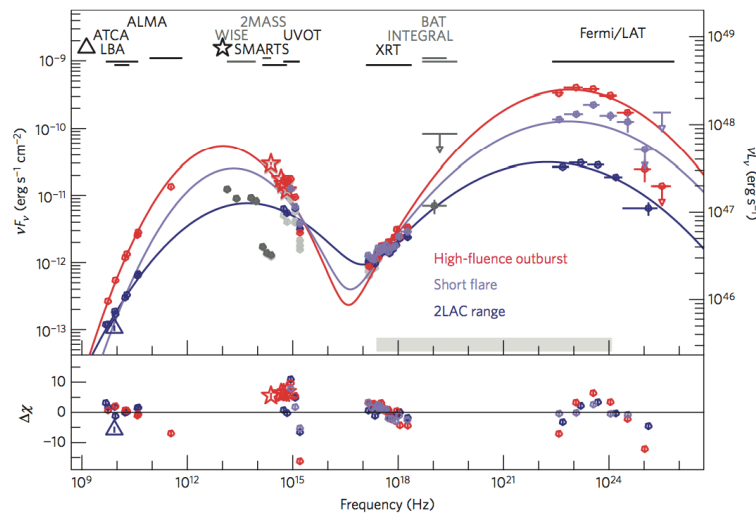 ALMA
2MASS
BAT
ATCA
WISE
UVOT
INTEGRAL
Fermi/LAT
LBA
SMARTS
XRT
10⁻⁹
10⁻¹⁰
10⁻¹¹
10⁻¹²
10⁻¹³
νFᵥ (erg s⁻¹ cm⁻²)
10⁴⁹
10⁴⁸
10⁴⁷
10⁴⁶
νLᵥ (erg s⁻¹)
High-fluence outburst
Short flare
2LAC range
10
0
−10
Δχ
10⁹ 10¹² 10¹⁵ 10¹⁸ 10²¹ 10²⁴
Frequency (Hz)